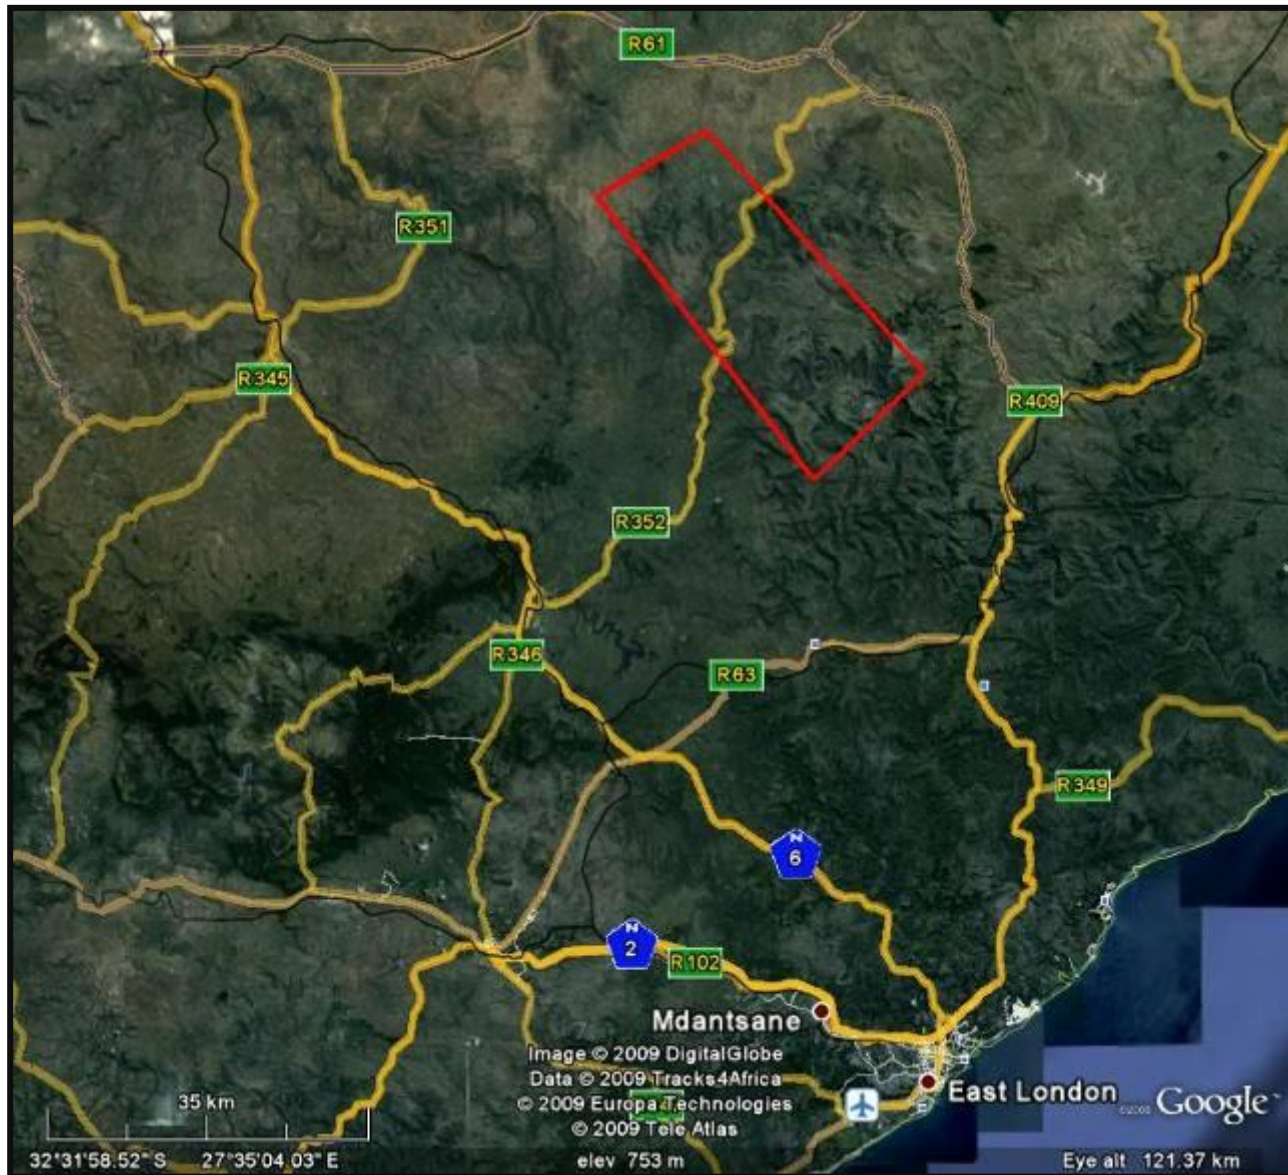 R61
R351
R345
R409
R352
R346
R63
R349
N
6
N
2
R102
Mdantsane
Image © 2009 DigitalGlobe
Data © 2009 Tracks4Africa
© 2009 Europa Technologies
© 2009 Tele Atlas
East London
Google
35 km
32°31'58.52" S 27°35'04.03" E
elev 753 m
Eye alt 121.37 km